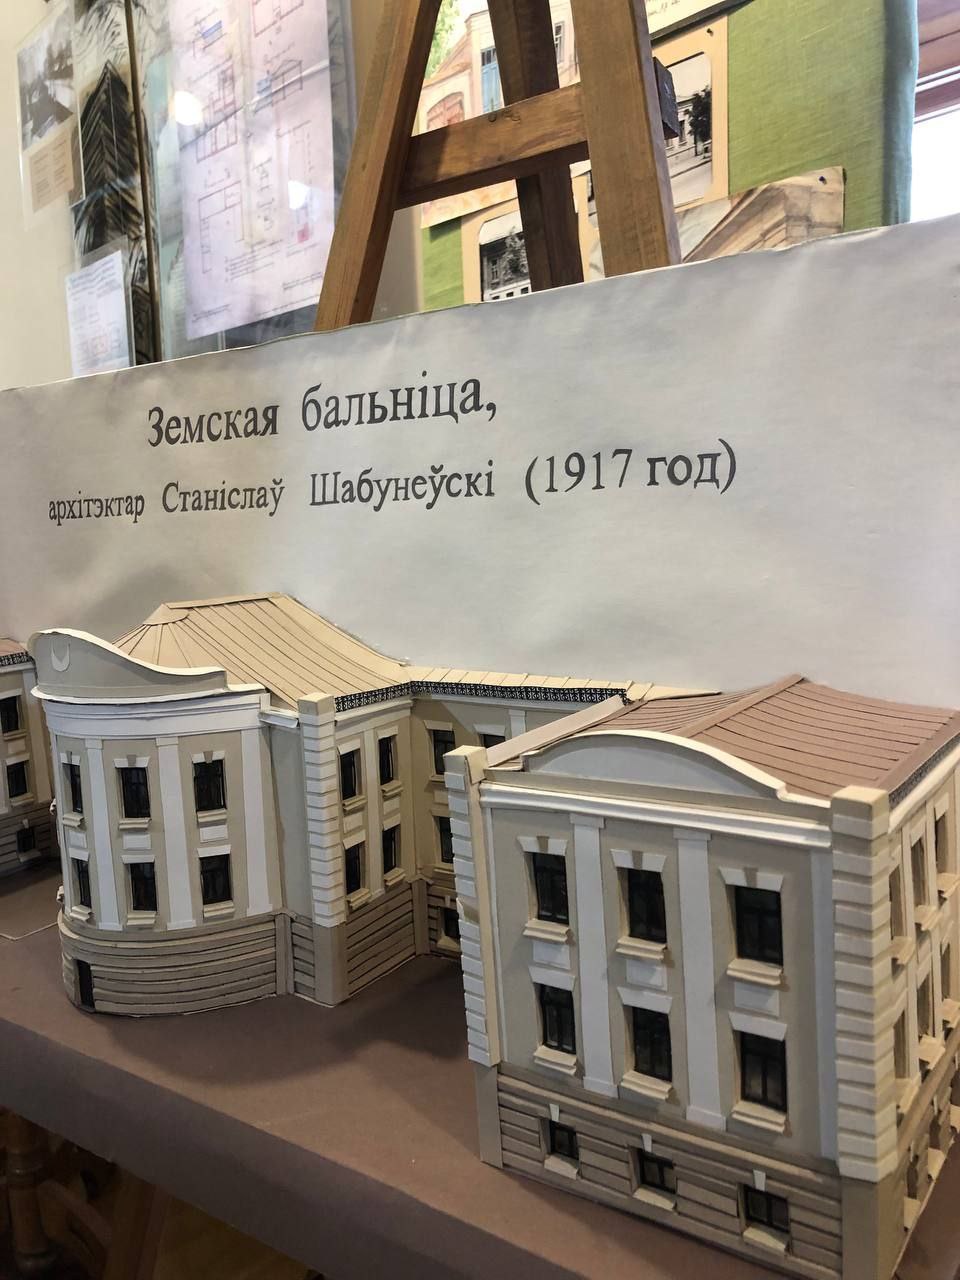 Земская бальніца,
архітэктар Станіслаў Шабунеўскі (1917 год)